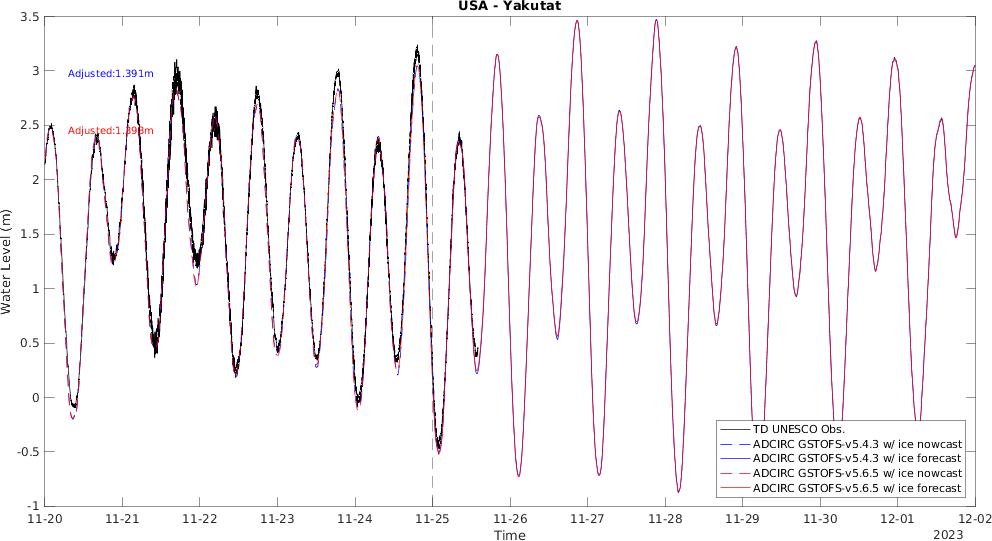 USA - Yakutat
3.5
3
2.5
2
1.5
1
0.5
0
-0.5
-1
Water Level (m)
Adjusted:1.391m
Adjusted:1.398m
TD UNESCO Obs.
ADCIRC GSTOFS-v5.4.3 w/ ice nowcast
ADCIRC GSTOFS-v5.4.3 w/ ice forecast
ADCIRC GSTOFS-v5.6.5 w/ ice nowcast
ADCIRC GSTOFS-v5.6.5 w/ ice forecast
11-20 11-21 11-22 11-23 11-24 11-25 11-26 11-27 11-28 11-29 11-30 12-01 12-02
Time
2023